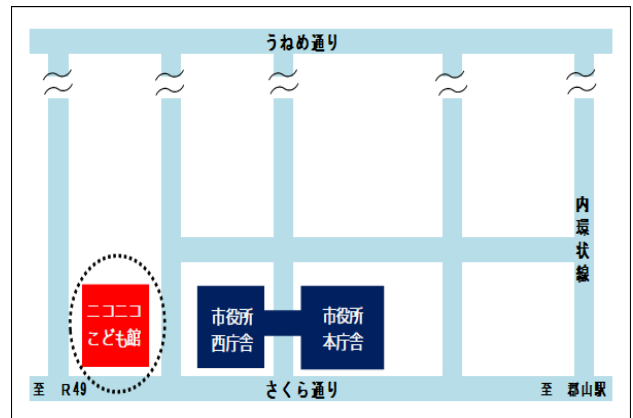 うねめ通り
内環状線
ニコニコ
こども館
市役所
西庁舎
市役所
本庁舎
至 R49
さくら通り
至 郡山駅